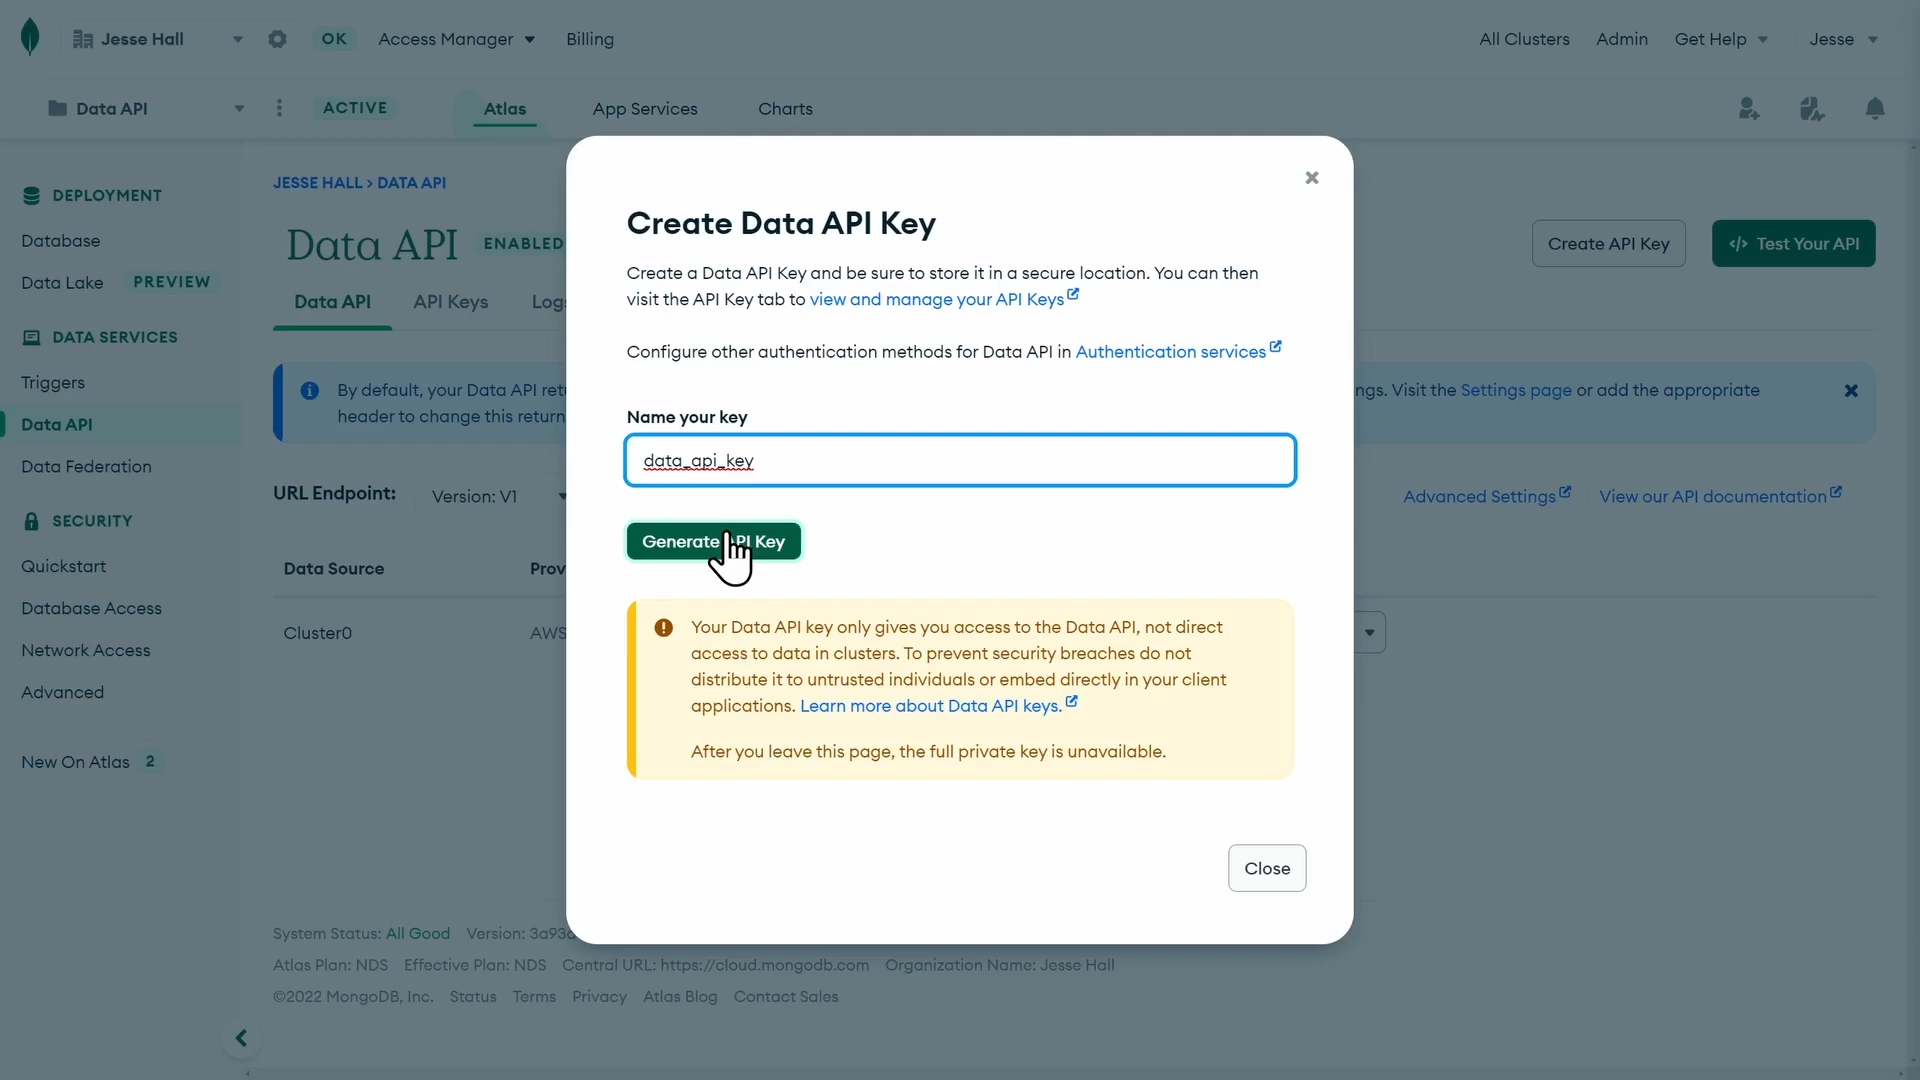 Jesse Hall
OK
Access Manager
Billing
All Clusters
Admin
Get Help
Jesse
Data API
ACTIVE
Atlas
App Services
Charts
DEPLOYMENT
Database
Data Lake
PREVIEW
DATA SERVICES
Triggers
Data API
Data Federation
SECURITY
Quickstart
Database Access
Network Access
Advanced
New On Atlas 2
JESSE HALL > DATA API
Data API
ENABLED
Create API Key
</> Test Your API
Data API
API Keys
Logs
By default, your Data API
header to change this return
ngs. Visit the Settings page or add the appropriate
URL Endpoint:
Version: V1
Advanced Settings
View our API documentation
Data Source
Prov
Cluster0
AWS
Create Data API Key
Create a Data API Key and be sure to store it in a secure location. You can then
visit the API Key tab to view and manage your API Keys
Configure other authentication methods for Data API in Authentication services
Name your key
data_api_key
Generate API Key
Your Data API key only gives you access to the Data API, not direct
access to data in clusters. To prevent security breaches do not
distribute it to untrusted individuals or embed directly in your client
applications. Learn more about Data API keys.
After you leave this page, the full private key is unavailable.
Close
System Status: All Good
Version:
Atlas Plan: NDS
Effective Plan: NDS
Central URL: https://cloud.mongodb.com
Organization Name: Jesse Hall
©2022 MongoDB, Inc.
Status
Terms
Privacy
Atlas Blog
Contact Sales